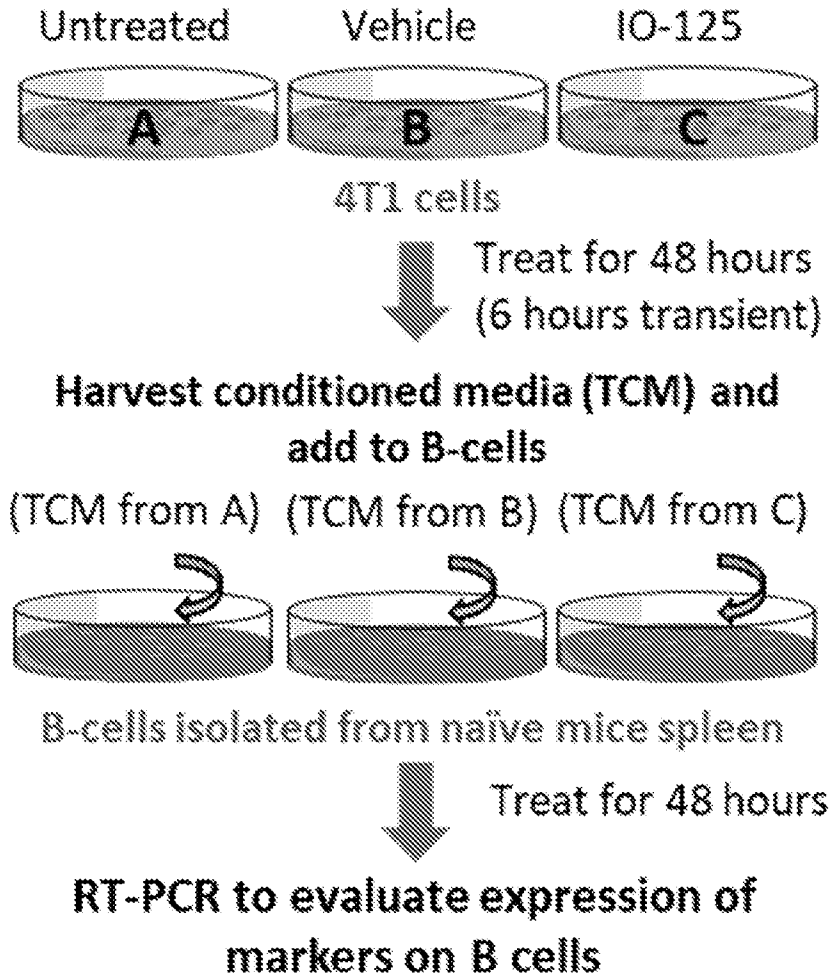 Untreated Vehicle IO-125
A B C
4T1 cells
Treat for 48 hours
(6 hours transient)
Harvest conditioned media (TCM) and
add to B-cells
(TCM from A) (TCM from B) (TCM from C)
B-cells isolated from naïve mice spleen
Treat for 48 hours
RT-PCR to evaluate expression of
markers on B cells